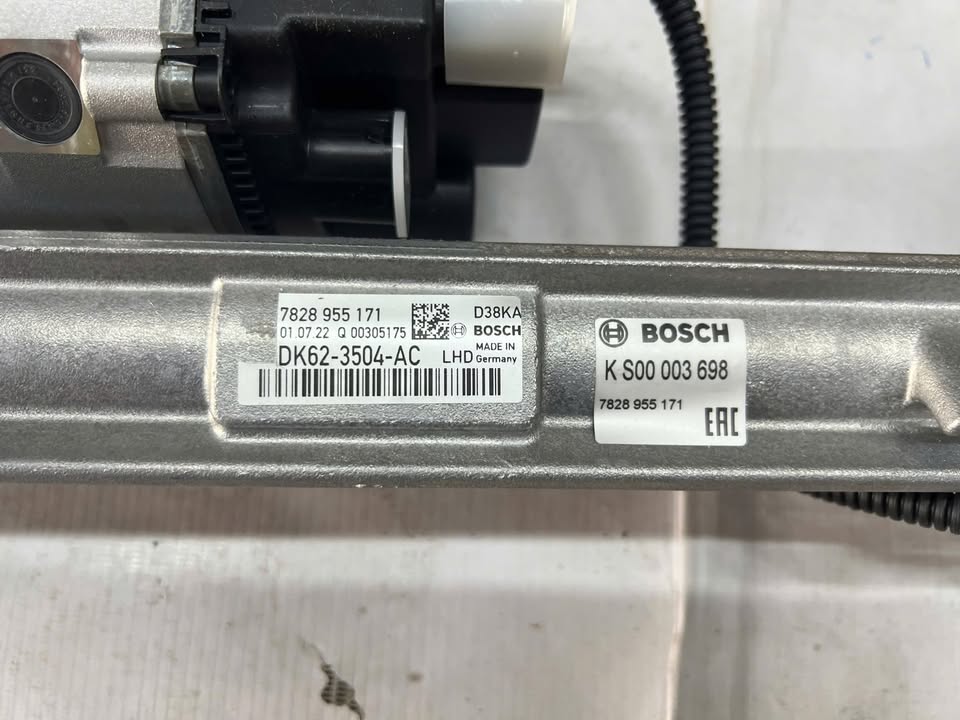 7828 955 171
D38KA
01.07.22 Q 00305175
BOSCH
DK62-3504-AC
LHD
MADE IN
Germany
BOSCH
K S00 003 698
7828 955 171
EAC